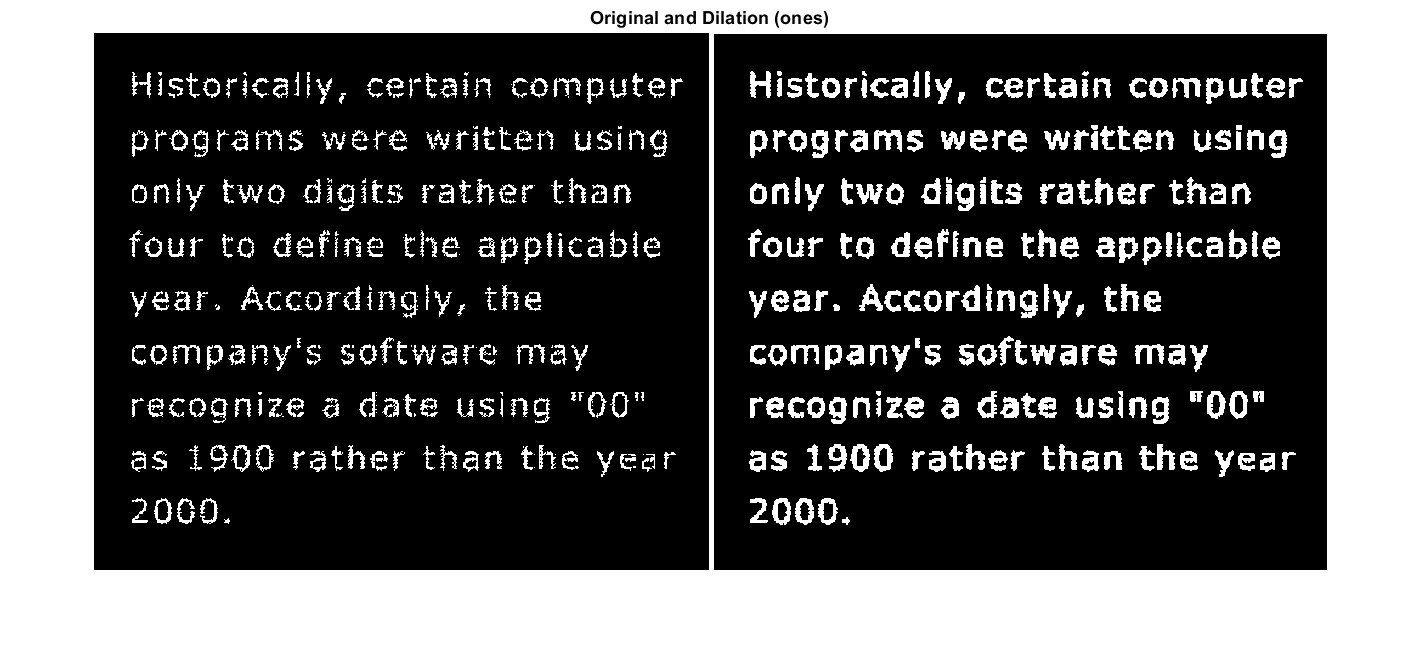 Original and Dilation (ones)
Historically, certain computer
programs were written using
only two digits rather than
four to define the applicable
year. Accordingly, the
company's software may
recognize a date using "00"
as 1900 rather than the year
2000.
Historically, certain computer
programs were written using
only two digits rather than
four to define the applicable
year. Accordingly, the
company's software may
recognize a date using "00"
as 1900 rather than the year
2000.